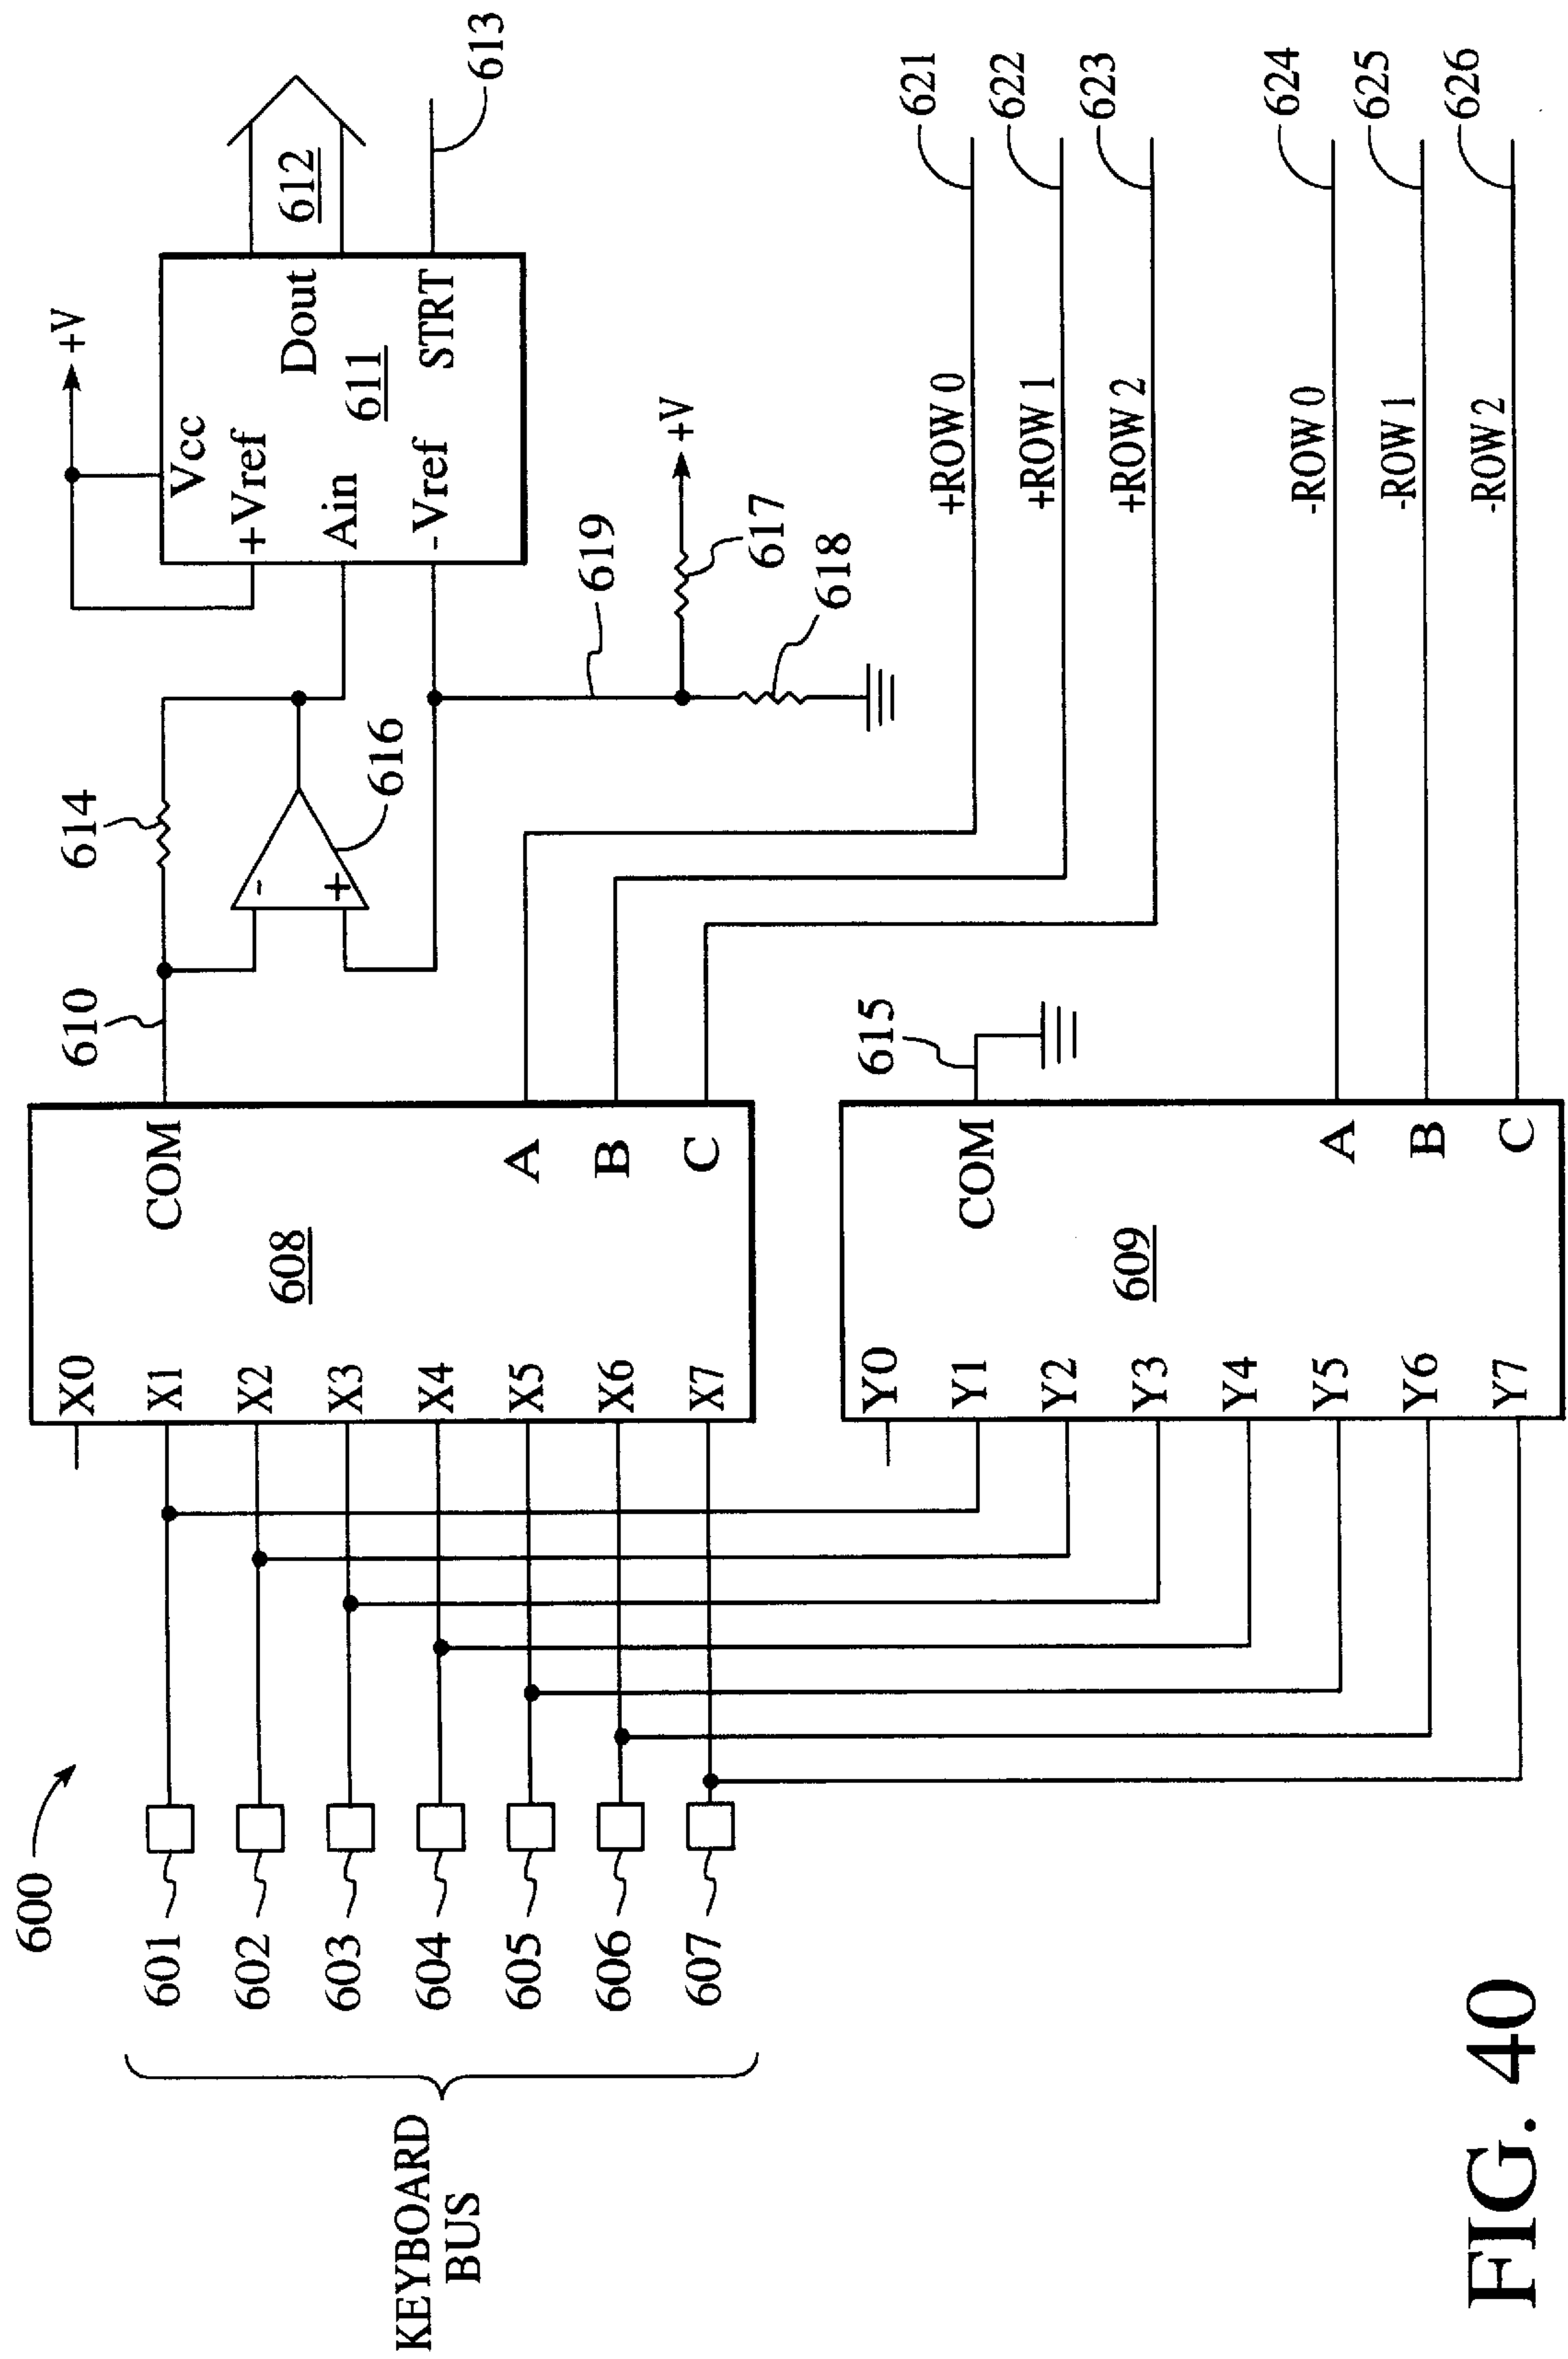 600
KEYBOARD
BUS
601
602
603
604
605
606
607
X0
X1
X2
X3
X4
X5
X6
X7
608
COM
A
B
C
Y0
Y1
Y2
Y3
Y4
Y5
Y6
Y7
609
COM
A
B
C
610
614
-
+
616
615
619
617
618
+V
+V
Vcc
+Vref
Ain
-Vref
611
Dout
STRT
612
613
+ROW 0
+ROW 1
+ROW 2
-ROW 0
-ROW 1
-ROW 2
621
622
623
624
625
626
FIG. 40